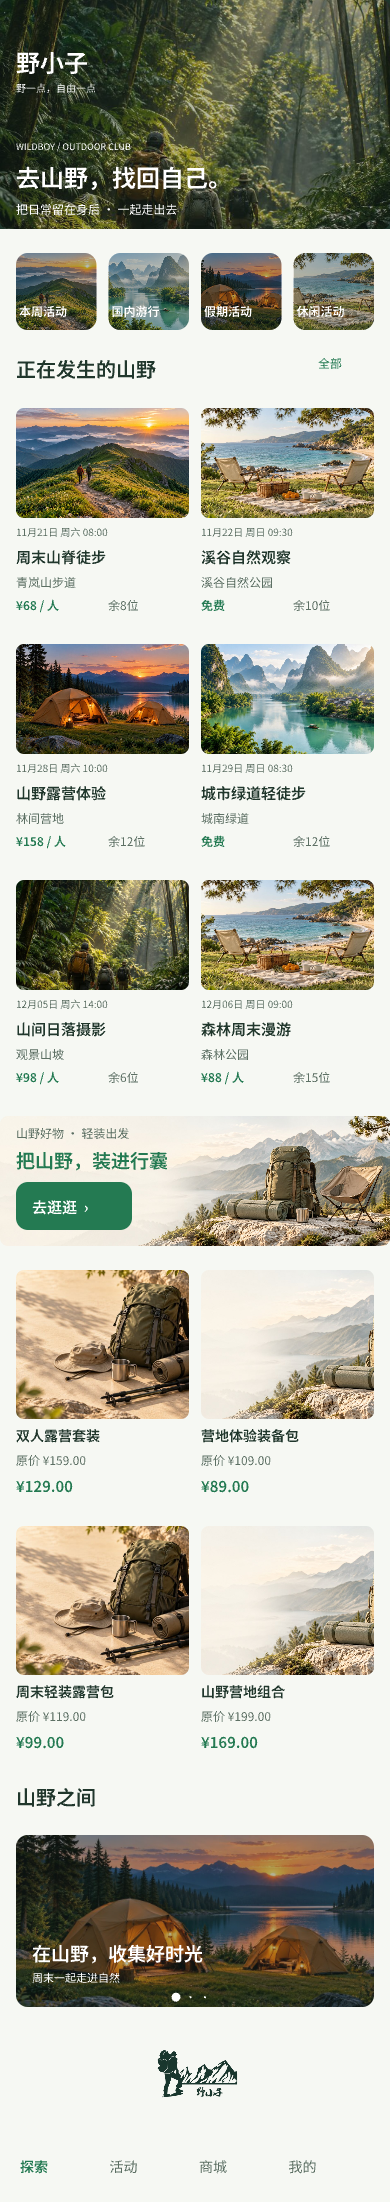 野小子
野一点，自由一点
WILDBOY / OUTDOOR CLUB
去山野，找回自己。
把日常留在身后 · 一起走出去
本周活动
国内游行
假期活动
休闲活动
正在发生的山野
全部
11月21日 周六 08:00
周末山脊徒步
青岚山步道
¥68 / 人
余8位
11月22日 周日 09:30
溪谷自然观察
溪谷自然公园
免费
余10位
11月28日 周六 10:00
山野露营体验
林间营地
¥158 / 人
余12位
11月29日 周日 08:30
城市绿道轻徒步
城南绿道
免费
余12位
12月05日 周六 14:00
山间日落摄影
观景山坡
¥98 / 人
余6位
12月06日 周日 09:00
森林周末漫游
森林公园
¥88 / 人
余15位
山野好物 · 轻装出发
把山野，装进行囊
去逛逛 ›
双人露营套装
原价 ¥159.00
¥129.00
营地体验装备包
原价 ¥109.00
¥89.00
周末轻装露营包
原价 ¥119.00
¥99.00
山野营地组合
原价 ¥199.00
¥169.00
山野之间
在山野，收集好时光
周末一起走进自然
野小子
探索
活动
商城
我的